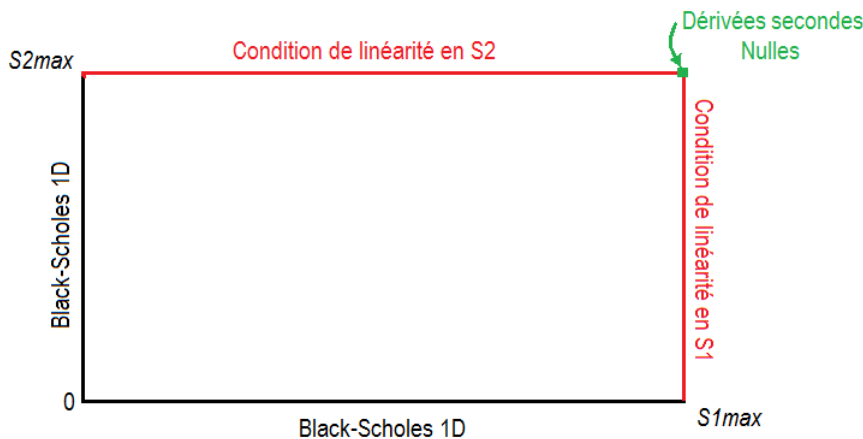 Dérivées secondes
Nulles
Condition de linéarité en S2
S2max
Condition de linéarité en S1
Black-Scholes 1D
0
S1max
Black-Scholes 1D